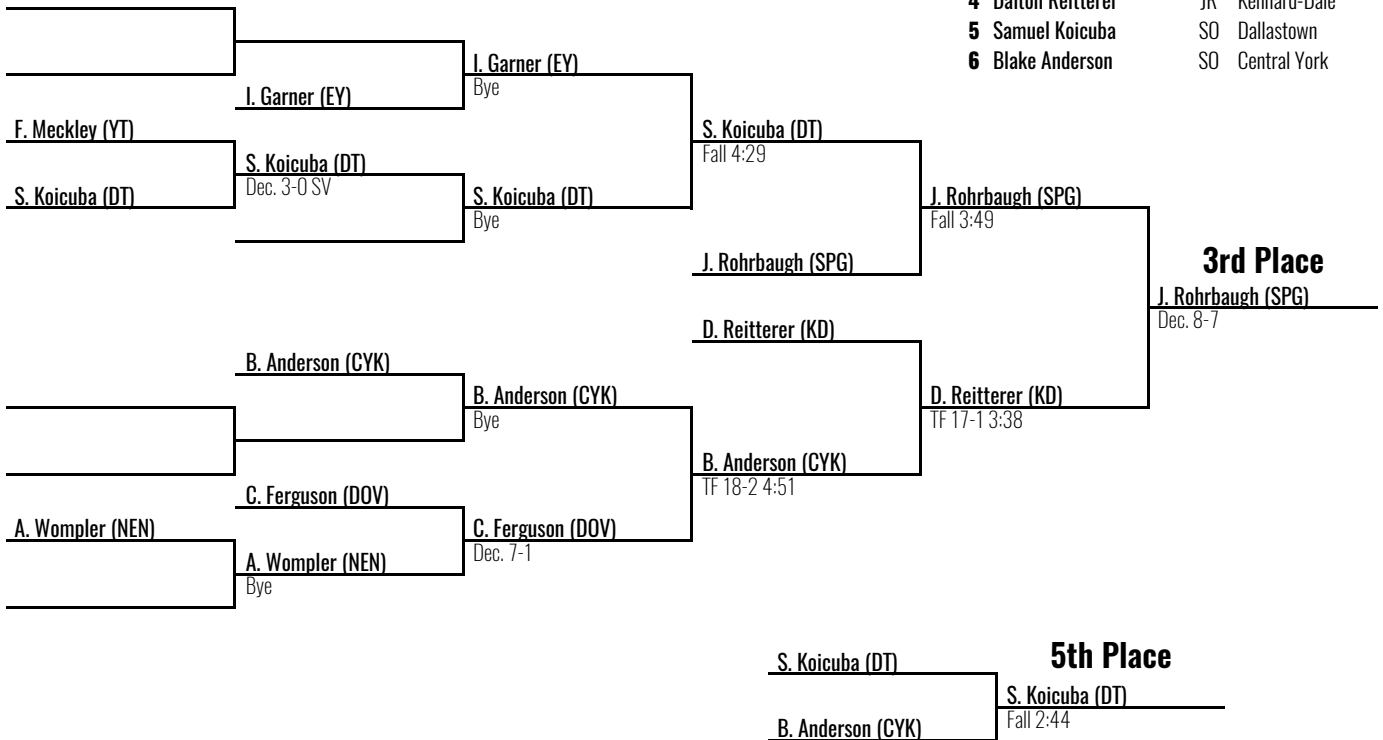 4 Dalton Reitterer JR Kennard-Dale
5 Samuel Koicuba SO Dallastown
6 Blake Anderson SO Central York
I. Garner (EY)
Bye
I. Garner (EY)
F. Meckley (YT)
S. Koicuba (DT)
Fall 4:29
S. Koicuba (DT)
Dec. 3-0 SV
S. Koicuba (DT)
S. Koicuba (DT)
Bye
J. Rohrbaugh (SPG)
Fall 3:49
J. Rohrbaugh (SPG)
3rd Place
J. Rohrbaugh (SPG)
Dec. 8-7
D. Reitterer (KD)
B. Anderson (CYK)
B. Anderson (CYK)
Bye
D. Reitterer (KD)
TF 17-1 3:38
B. Anderson (CYK)
TF 18-2 4:51
C. Ferguson (DOV)
A. Wompler (NEN)
C. Ferguson (DOV)
Dec. 7-1
A. Wompler (NEN)
Bye
5th Place
S. Koicuba (DT)
S. Koicuba (DT)
Fall 2:44
B. Anderson (CYK)